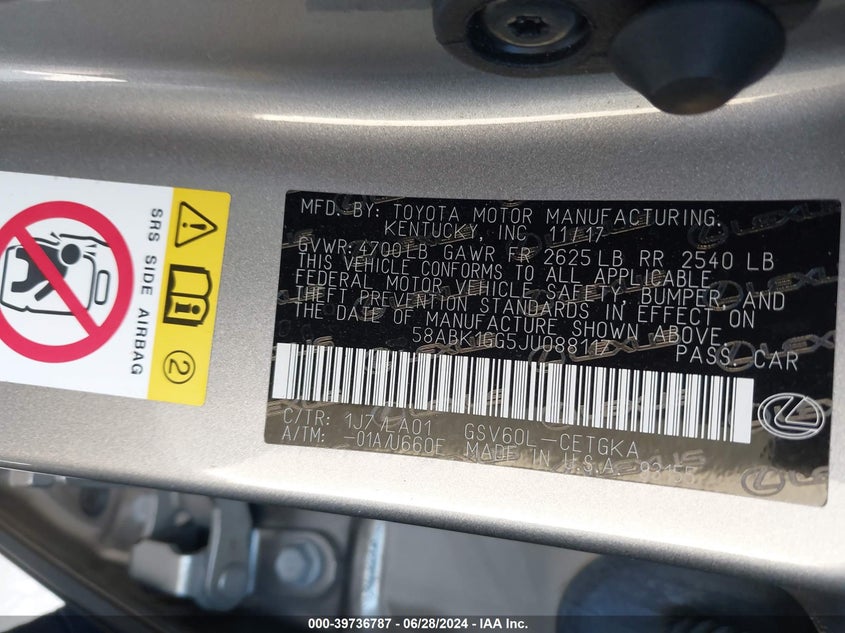 SRS SIDE AIRBAG
2
MFD. BY: TOYOTA MOTOR MANUFACTURING,
KENTUCKY, INC 11/17
GVWR: 4700 LB GAWR FR 2625 LB RR 2540 LB
THIS VEHICLE CONFORMS TO ALL APPLICABLE
FEDERAL MOTOR VEHICLE SAFETY, BUMPER, AND
THEFT PREVENTION STANDARDS IN EFFECT ON
THE DATE OF MANUFACTURE SHOWN ABOVE.
58ABK1GG5JU088117 PASS. CAR
C/TR: 1J7/LA01 GSV60L-CETGKA
A/TM: -01A/U660E MADE IN U.S.A.
LEXUS
000-39736787 / 06/28/2024 / IAA Inc.